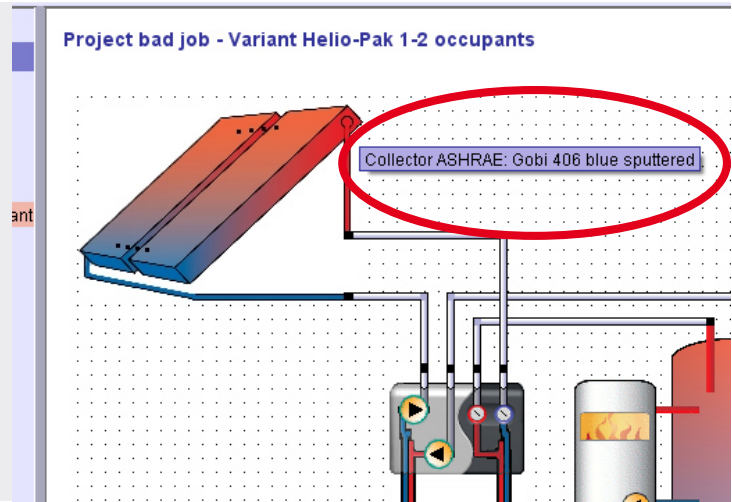 Project bad job - Variant Helio-Pak 1-2 occupants
Collector ASHRAE: Gobi 406 blue sputtered
ant